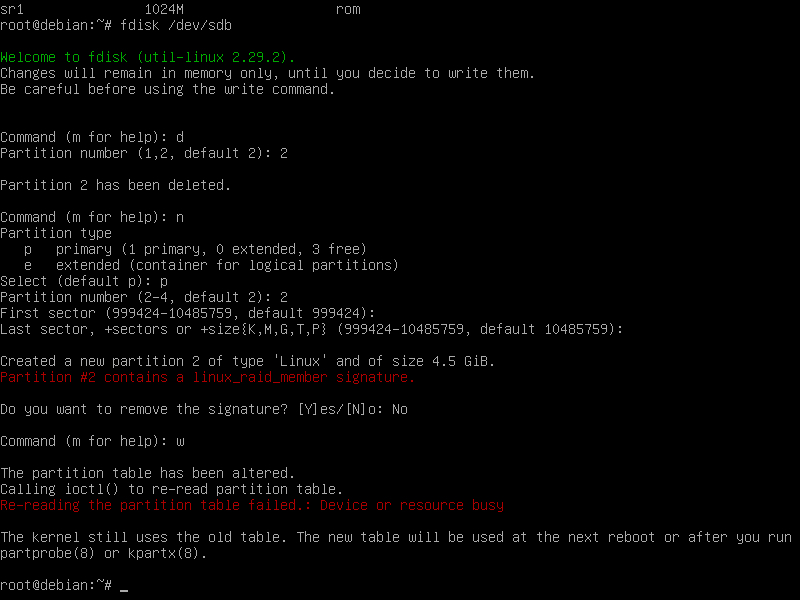 sr1 1024M rom
root@debian:~# fdisk /dev/sdb
Welcome to fdisk (util-linux 2.29.2).
Changes will remain in memory only, until you decide to write them.
Be careful before using the write command.
Command (m for help): d
Partition number (1,2, default 2): 2
Partition 2 has been deleted.
Command (m for help): n
Partition type
p primary (1 primary, 0 extended, 3 free)
e extended (container for logical partitions)
Select (default p): p
Partition number (2-4, default 2): 2
First sector (999424-10485759, default 999424):
Last sector, +sectors or +size{K,M,G,T,P} (999424-10485759, default 10485759):
Created a new partition 2 of type 'Linux' and of size 4.5 GiB.
Partition #2 contains a linux_raid_member signature.
Do you want to remove the signature? [Y]es/[N]o: No
Command (m for help): w
The partition table has been altered.
Calling ioctl() to re-read partition table.
Re-reading the partition table failed.: Device or resource busy
The kernel still uses the old table. The new table will be used at the next reboot or after you run
partprobe(8) or kpartx(8).
root@debian:~# _